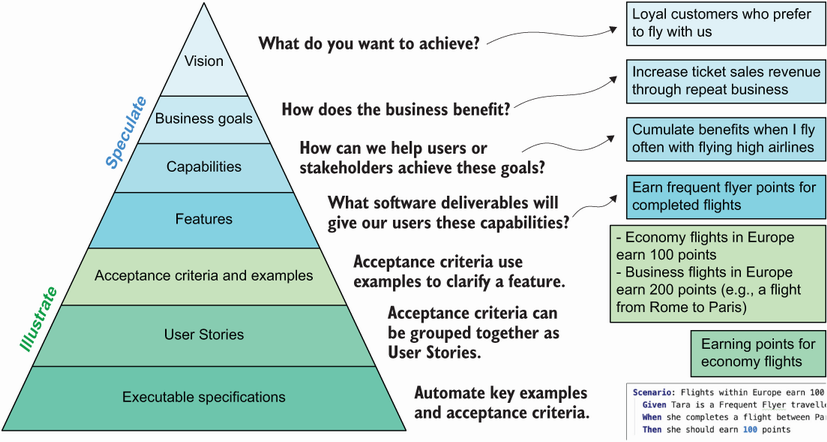 Vision
Business goals
Capabilities
Features
Acceptance criteria and examples
User Stories
Executable specifications
Speculate
Illustrate
What do you want to achieve?
How does the business benefit?
How can we help users or
stakeholders achieve these goals?
What software deliverables will
give our users these capabilities?
Acceptance criteria use
examples to clarify a feature.
Acceptance criteria can
be grouped together as
User Stories.
Automate key examples
and acceptance criteria.
Loyal customers who prefer
to fly with us
Increase ticket sales revenue
through repeat business
Cumulate benefits when I fly
often with flying high airlines
Earn frequent flyer points for
completed flights
- Economy flights in Europe
earn 100 points
- Business flights in Europe
earn 200 points (e.g., a flight
from Rome to Paris)
Earning points for
economy flights
Scenario: Flights within Europe earn 100
Given Tara is a Frequent Flyer travelle
When she completes a flight between Pa
Then she should earn 100 points